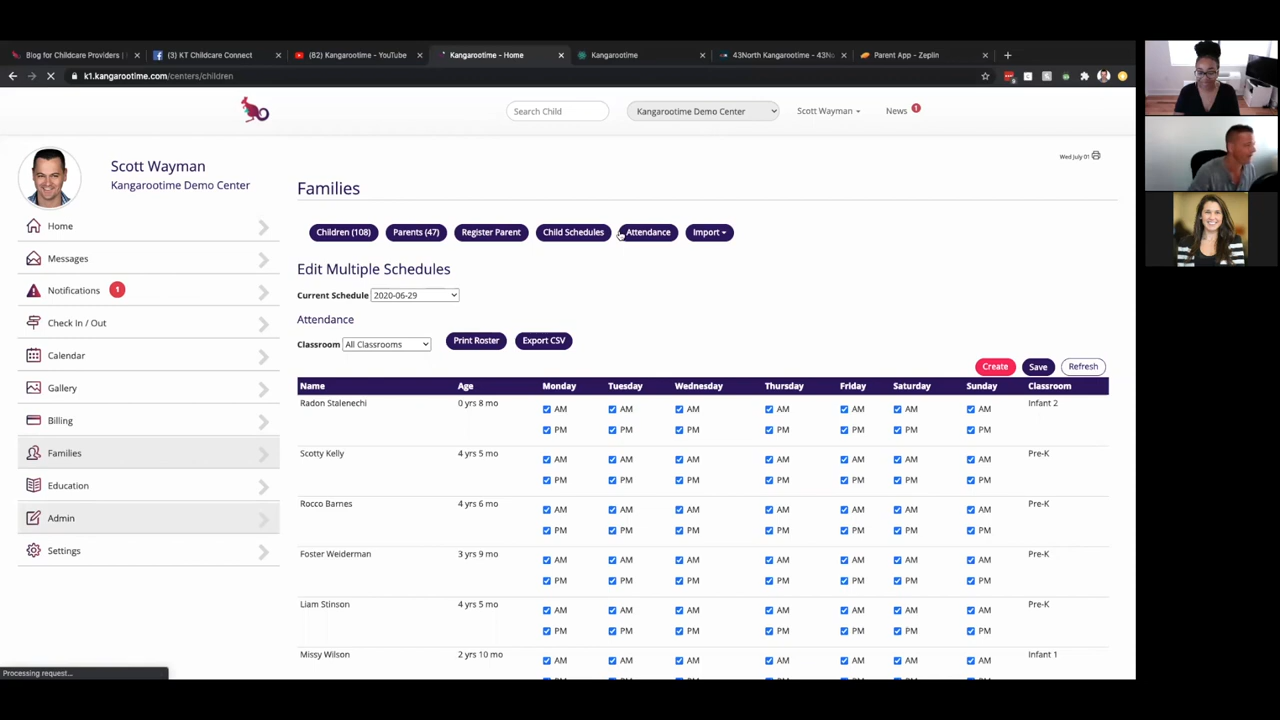 Blog for Childcare Providers |
(3) KT Childcare Connect
(82) Kangarootime - YouTube
Kangarootime - Home
Kangarootime
43North Kangarootime - 43N
Parent App - Zeplin
k1.kangarootime.com/centers/children
Search Child
Kangarootime Demo Center
Scott Wayman
News 1
Wed July 01
Scott Wayman
Kangarootime Demo Center
Home
Messages
Notifications 1
Check In / Out
Calendar
Gallery
Billing
Families
Education
Admin
Settings
Families
Children (108) Parents (47) Register Parent Child Schedules Attendance Import
Edit Multiple Schedules
Current Schedule 2020-06-29
Attendance
Classroom All Classrooms Print Roster Export CSV
Create Save Refresh
Name Age Monday Tuesday Wednesday Thursday Friday Saturday Sunday Classroom
Radon Stalenechi 0 yrs 8 mo AM AM AM AM AM AM AM Infant 2
PM PM PM PM PM PM PM
Scotty Kelly 4 yrs 5 mo AM AM AM AM AM AM AM Pre-K
PM PM PM PM PM PM PM
Rocco Barnes 4 yrs 6 mo AM AM AM AM AM AM AM Pre-K
PM PM PM PM PM PM PM
Foster Weiderman 3 yrs 9 mo AM AM AM AM AM AM AM Pre-K
PM PM PM PM PM PM PM
Liam Stinson 4 yrs 5 mo AM AM AM AM AM AM AM Pre-K
PM PM PM PM PM PM PM
Missy Wilson 2 yrs 10 mo AM AM AM AM AM AM AM Infant 1
Processing request...